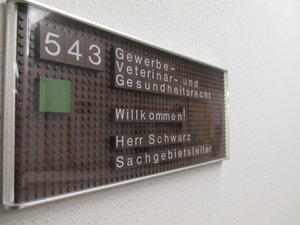 543
Gewerbe-
Veterinär- und
Gesundheitsrecht
Willkommen!
Herr Schwarz
Sachgebietsleiter